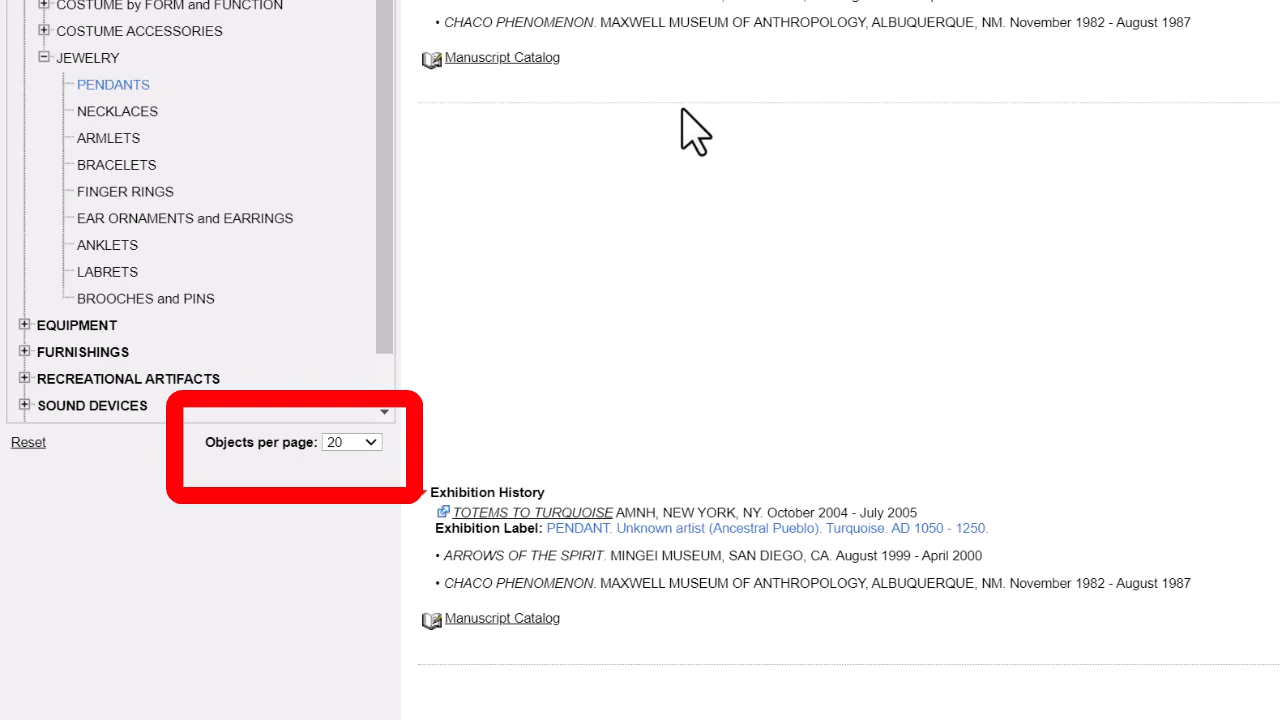 COSTUME by FORM and FUNCTION
COSTUME ACCESSORIES
JEWELRY
PENDANTS
NECKLACES
ARMLETS
BRACELETS
FINGER RINGS
EAR ORNAMENTS and EARRINGS
ANKLETS
LABRETS
BROOCHES and PINS
EQUIPMENT
FURNISHINGS
RECREATIONAL ARTIFACTS
SOUND DEVICES
Reset
Objects per page: 20
• CHACO PHENOMENON. MAXWELL MUSEUM OF ANTHROPOLOGY, ALBUQUERQUE, NM. November 1982 - August 1987
Manuscript Catalog
Exhibition History
TOTEMS TO TURQUOISE AMNH, NEW YORK, NY. October 2004 - July 2005
Exhibition Label: PENDANT. Unknown artist (Ancestral Pueblo). Turquoise. AD 1050 - 1250.
• ARROWS OF THE SPIRIT. MINGEI MUSEUM, SAN DIEGO, CA. August 1999 - April 2000
• CHACO PHENOMENON. MAXWELL MUSEUM OF ANTHROPOLOGY, ALBUQUERQUE, NM. November 1982 - August 1987
Manuscript Catalog